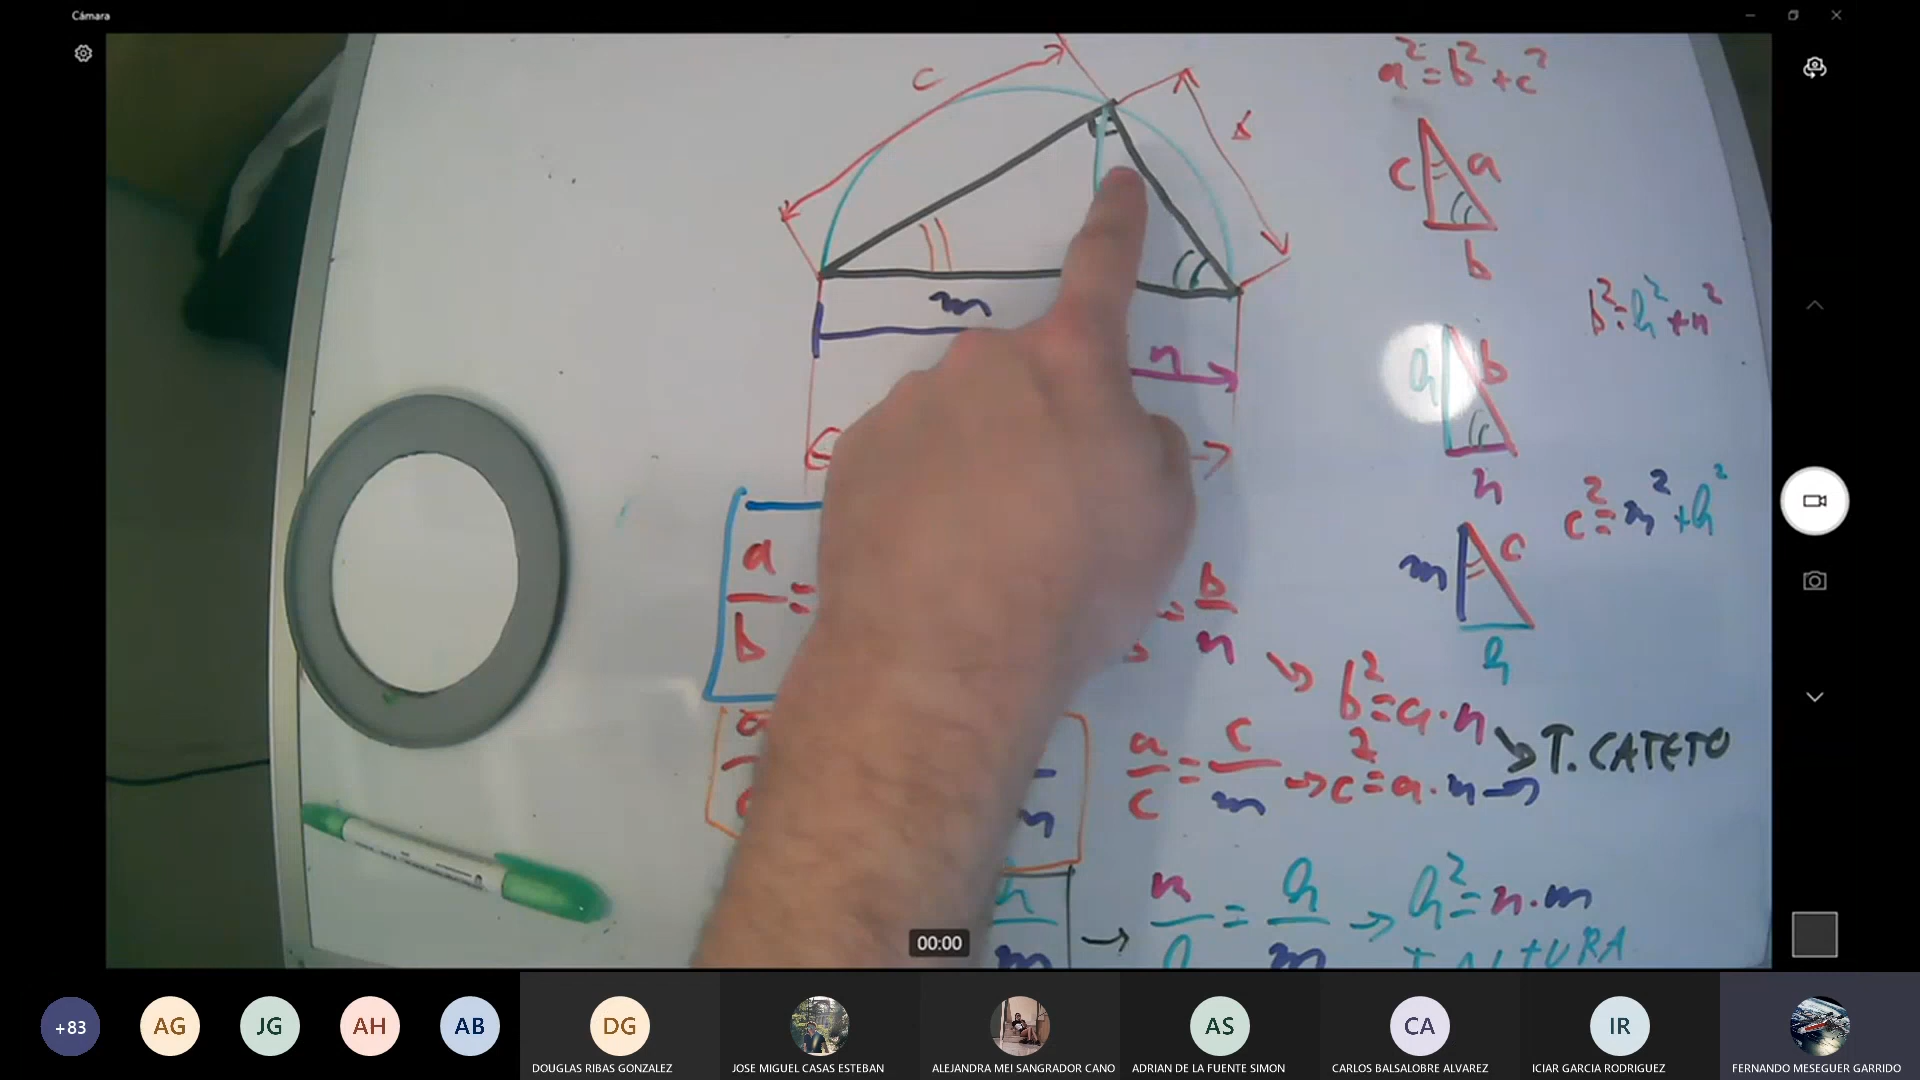 Cámara
c
b
m
n
a² = b² + c²
c a
b
b² = h² + n²
h b
n
c² = m² + h²
m c
h
a/b =
b/n
b² = a·n
a/c = c/m → c² = a·m →
T. CATETO
a
c
m
h/m → n/h = h/m → h² = n·m
T. ALTURA
00:00
+83
AG
JG
AH
AB
DG
AS
CA
IR
DOUGLAS RIBAS GONZALEZ
JOSE MIGUEL CASAS ESTEBAN
ALEJANDRA MEI SANGRADOR CANO
ADRIAN DE LA FUENTE SIMON
CARLOS BALSALOBRE ALVAREZ
ICIAR GARCIA RODRIGUEZ
FERNANDO MESEGUER GARRIDO